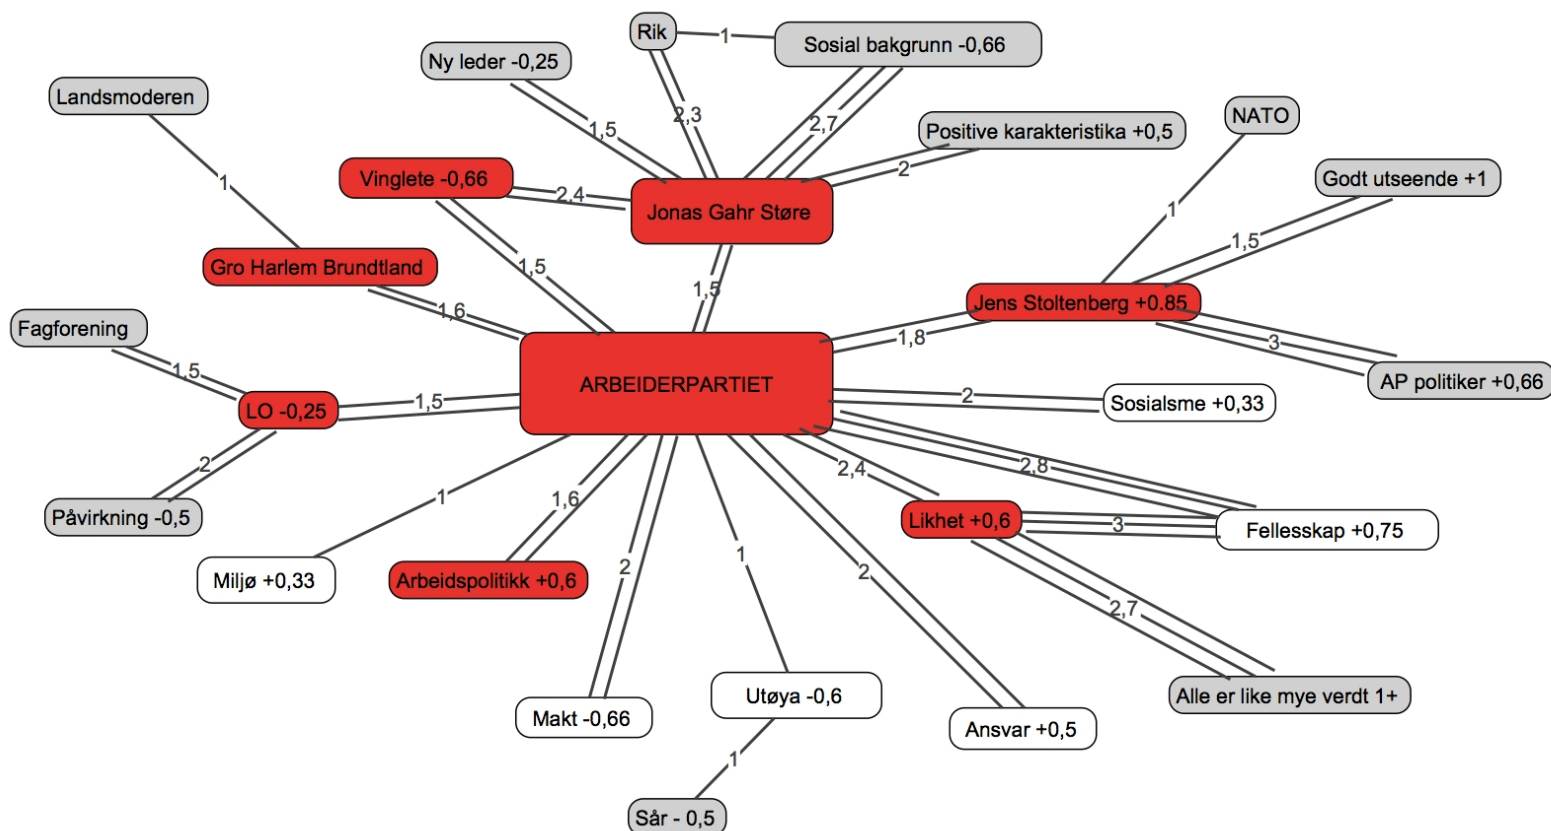 Rik
1
Sosial bakgrunn -0,66
Ny leder -0,25
Landsmoderen
2,3
NATO
1,5
2,7
Positive karakteristika +0,5
2
Vinglete -0,66
2,4
Godt utseende +1
1
Jonas Gahr Støre
1
1,5
Gro Harlem Brundtland
1,5
1,5
Jens Stoltenberg +0.85
1,6
Fagforening
1,8
3
1,5
ARBEIDERPARTIET
AP politiker +0,66
LO -0,25
1,5
2
Sosialsme +0,33
2
2,4
2,8
1
1,6
Påvirkning -0,5
Likhet +0,6
3
Fellesskap +0,75
1
2
2
Miljø +0,33
Arbeidspolitikk +0,6
2,7
Utøya -0,6
Alle er like mye verdt 1+
Makt -0,66
Ansvar +0,5
1
Sår - 0,5